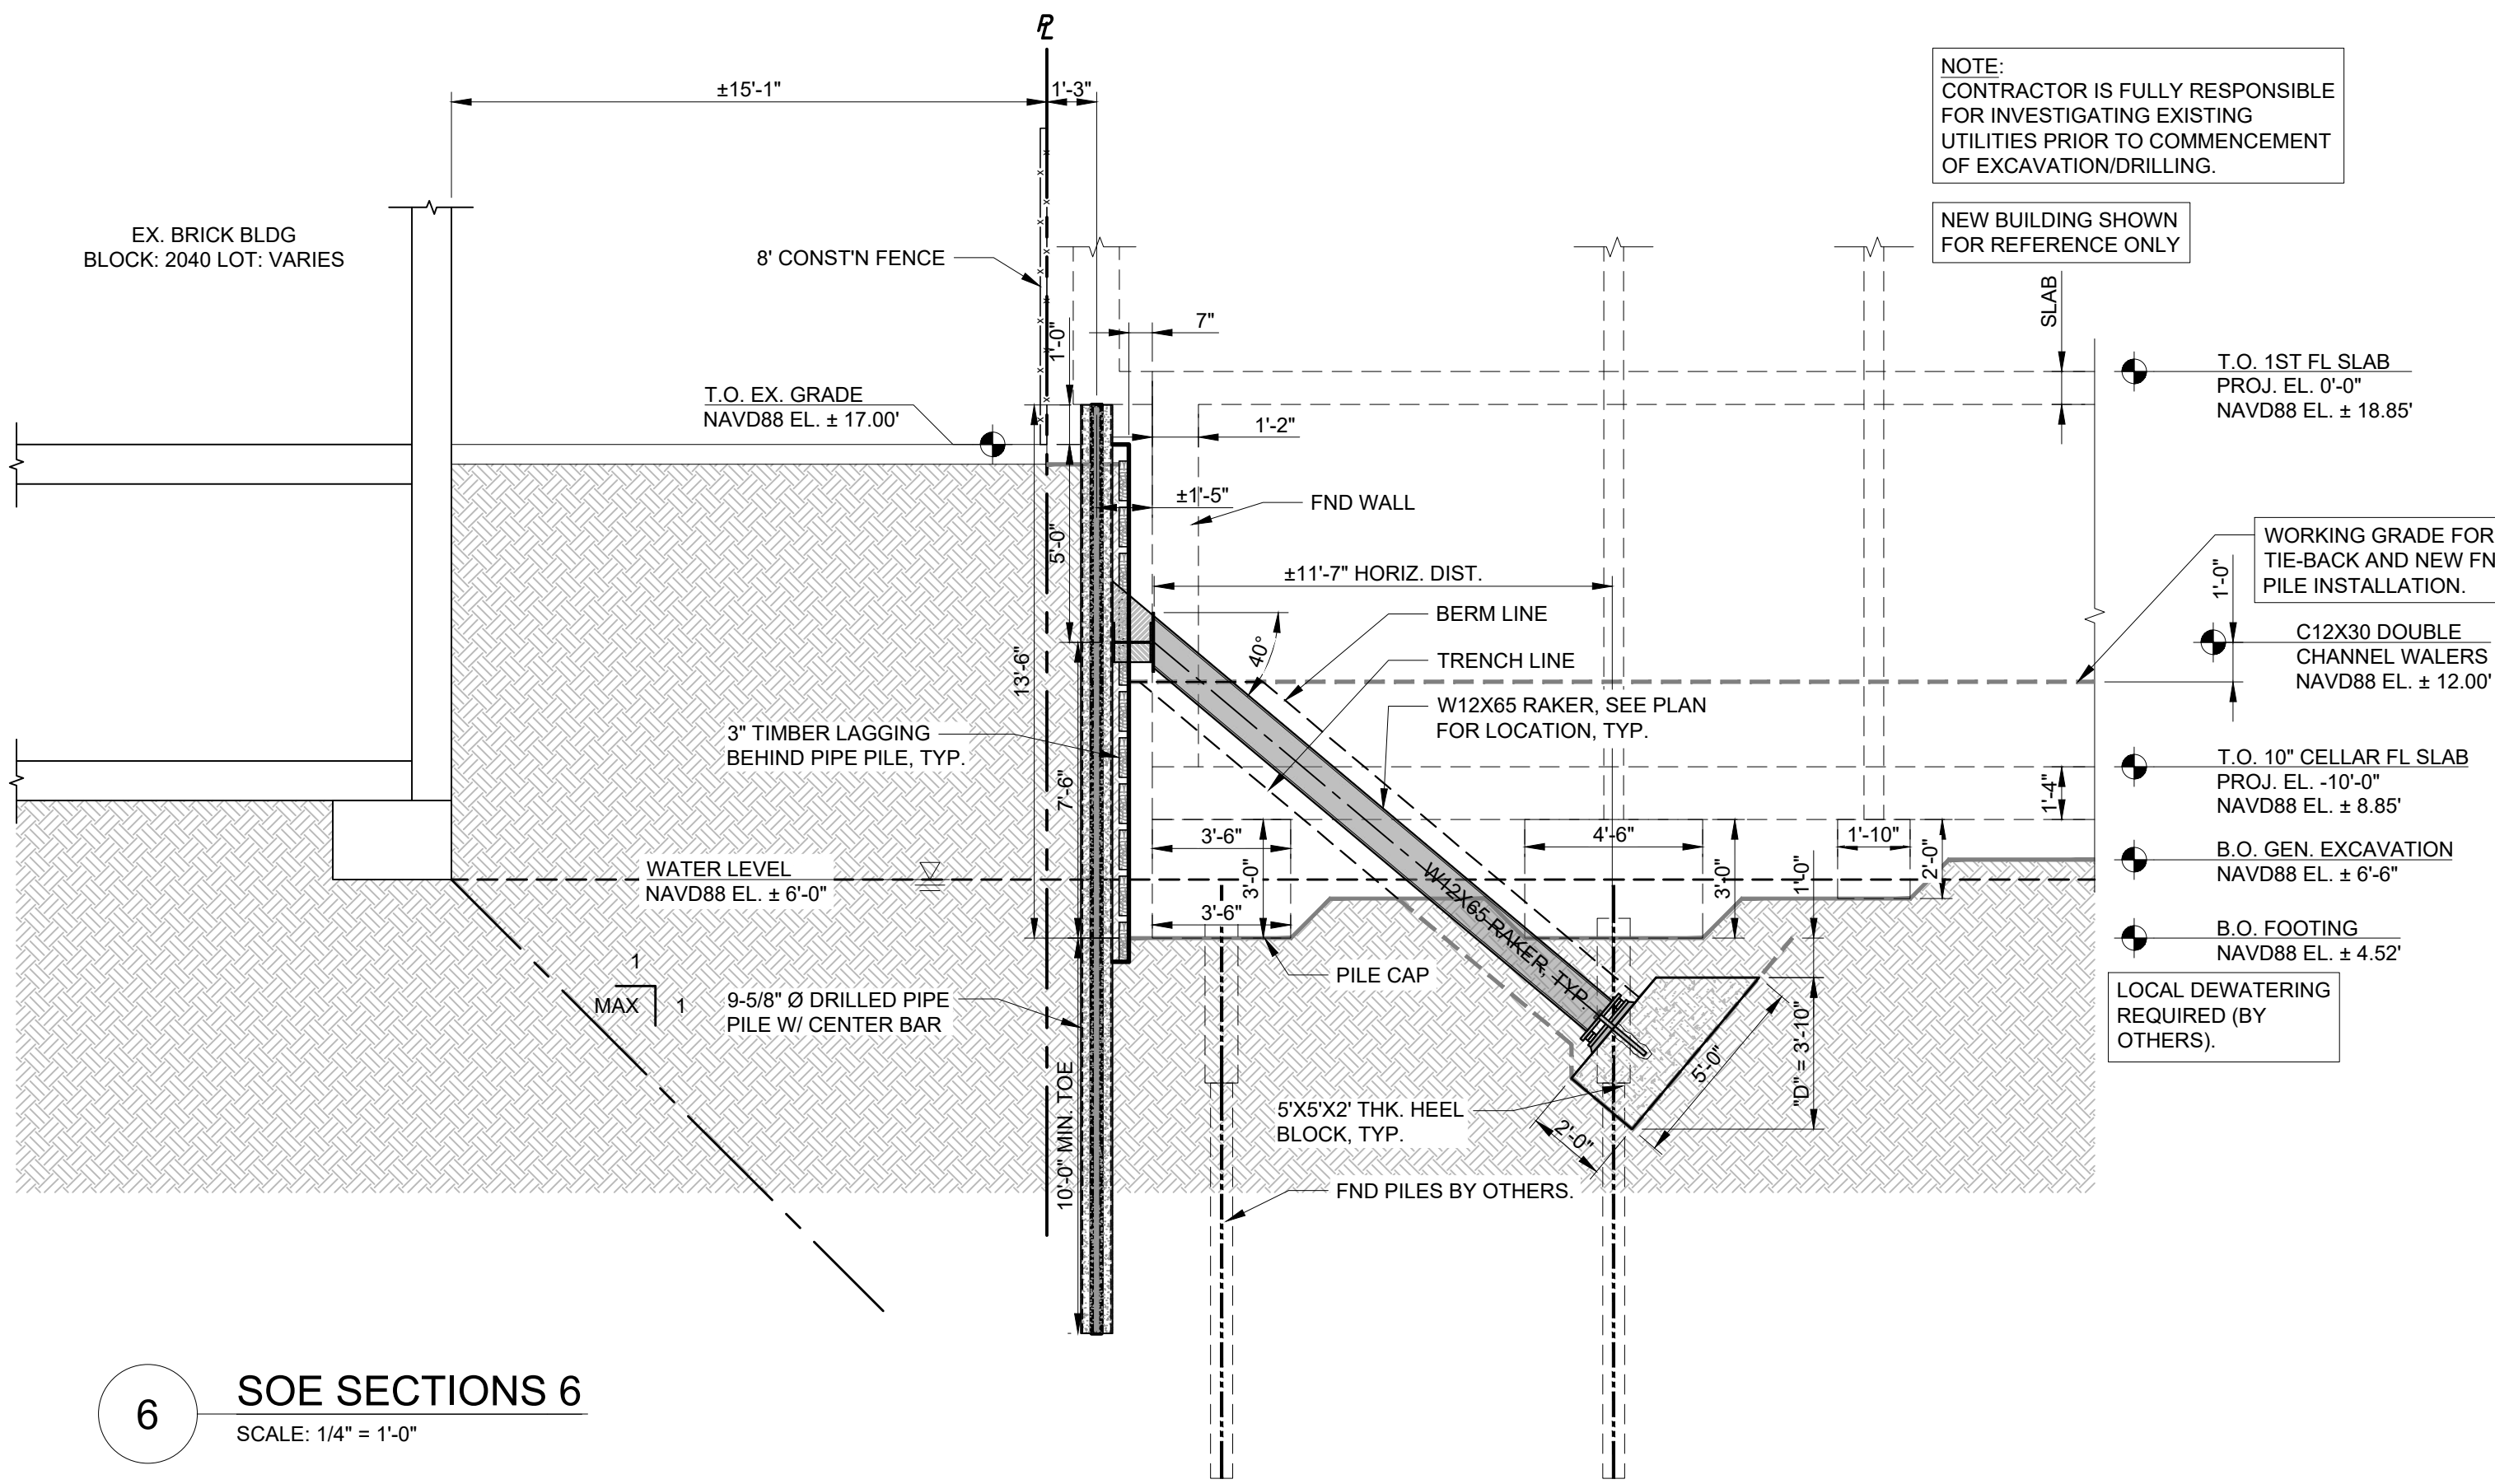 PL
±15'-1"
1'-3"
NOTE:
CONTRACTOR IS FULLY RESPONSIBLE
FOR INVESTIGATING EXISTING
UTILITIES PRIOR TO COMMENCEMENT
OF EXCAVATION/DRILLING.
NEW BUILDING SHOWN
FOR REFERENCE ONLY
EX. BRICK BLDG
BLOCK: 2040 LOT: VARIES
8' CONST'N FENCE
SLAB
7"
1'-0"
T.O. EX. GRADE
NAVD88 EL. ± 17.00'
T.O. 1ST FL SLAB
PROJ. EL. 0'-0"
NAVD88 EL. ± 18.85'
1'-2"
±1'-5"
FND WALL
5'-0"
±11'-7" HORIZ. DIST.
WORKING GRADE FOR
TIE-BACK AND NEW FN
PILE INSTALLATION.
1'-0"
BERM LINE
40°
TRENCH LINE
C12X30 DOUBLE
CHANNEL WALERS
NAVD88 EL. ± 12.00'
13'-6"
W12X65 RAKER, SEE PLAN
FOR LOCATION, TYP.
3" TIMBER LAGGING
BEHIND PIPE PILE, TYP.
T.O. 10" CELLAR FL SLAB
PROJ. EL. -10'-0"
NAVD88 EL. ± 8.85'
7'-6"
1'-4"
3'-6"
4'-6"
1'-10"
WATER LEVEL
NAVD88 EL. ± 6'-0"
3'-0"
3'-0"
1'-0"
2'-0"
B.O. GEN. EXCAVATION
NAVD88 EL. ± 6'-6"
3'-6"
W12X65 RAKER, TYP.
B.O. FOOTING
NAVD88 EL. ± 4.52'
1
MAX
1
PILE CAP
9-5/8" Ø DRILLED PIPE
PILE W/ CENTER BAR
LOCAL DEWATERING
REQUIRED (BY
OTHERS).
"D" = 3'-10"
5'-0"
10'-0" MIN. TOE
5'X5'X2' THK. HEEL
BLOCK, TYP.
2'-0"
FND PILES BY OTHERS.
6
SOE SECTIONS 6
SCALE: 1/4" = 1'-0"